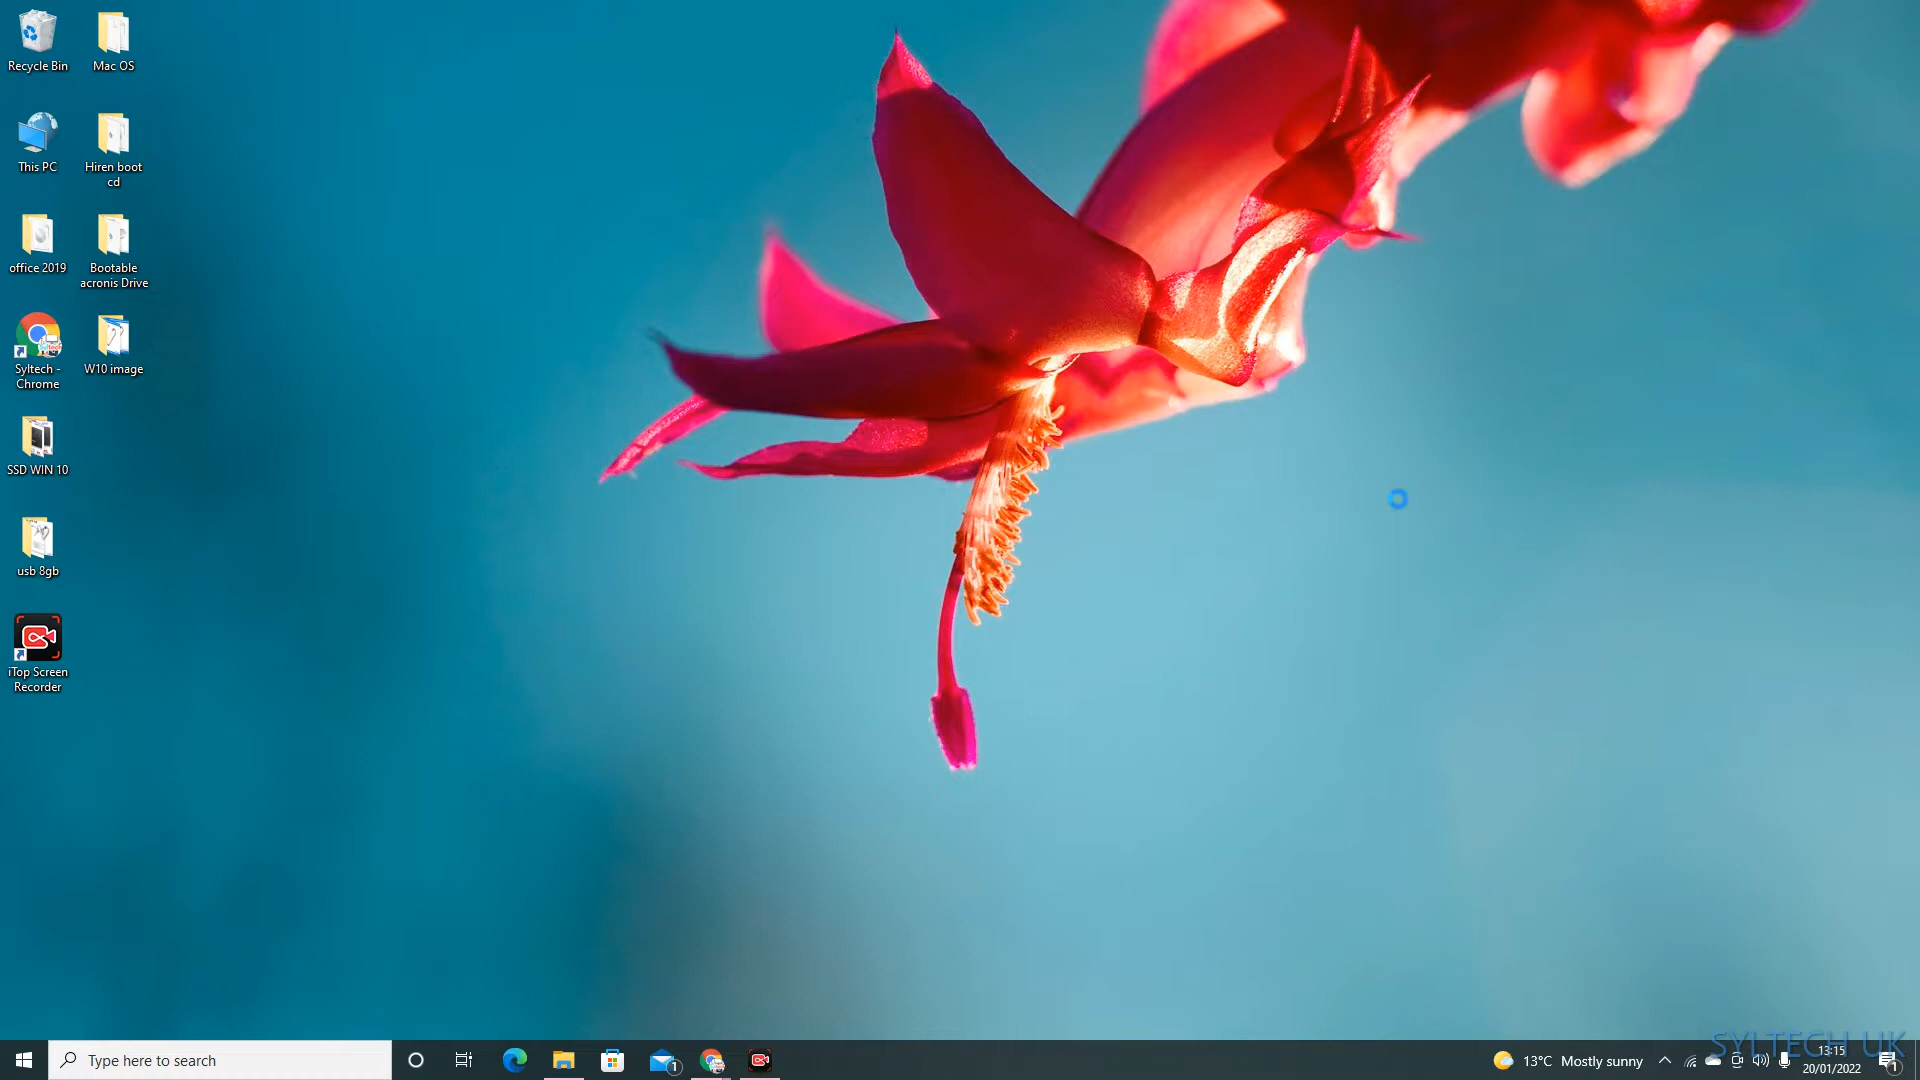 Recycle Bin
Mac OS
This PC
Hiren boot
cd
office 2019
Bootable
acronis Drive
Syltech -
Chrome
W10 image
SSD WIN 10
usb 8gb
iTop Screen
Recorder
Type here to search
1
13°C Mostly sunny
SYLTECH UK
13:15
20/01/2022
1